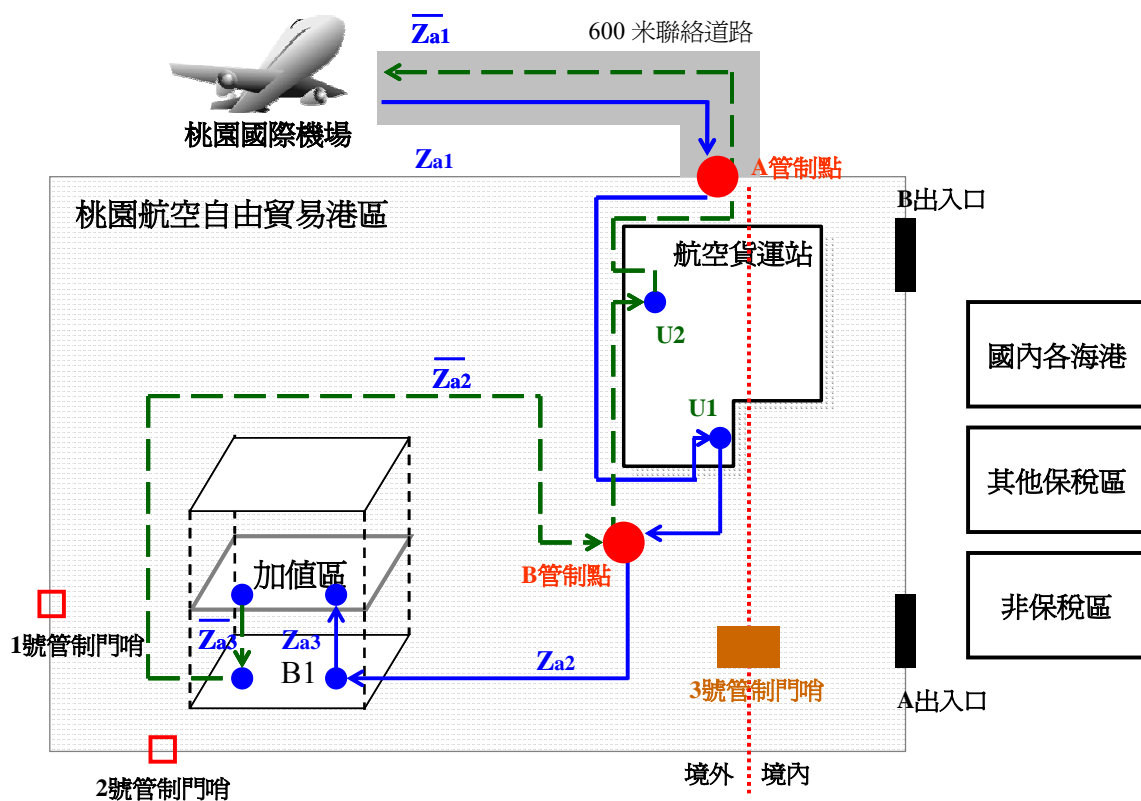 Z̅a1
600 米聯絡道路
桃園國際機場
Za1
A管制點
桃園航空自由貿易港區
B出入口
航空貨運站
U2
國內各海港
Z̅a2
U1
其他保稅區
加值區
B管制點
非保稅區
1號管制門哨
Z̅a3
Za3
B1
Za2
3號管制門哨
A出入口
境外
境內
2號管制門哨